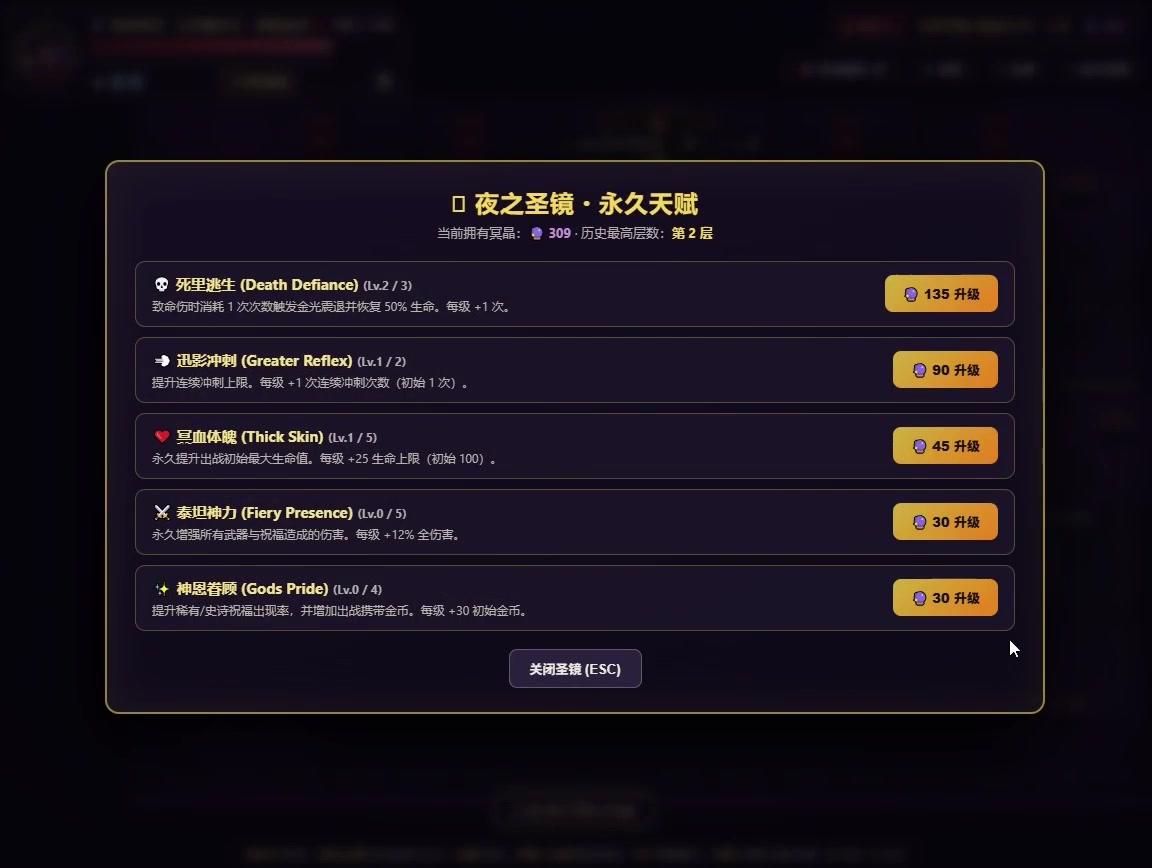 夜之圣镜 · 永久天赋
当前拥有冥晶： 309 · 历史最高层数：第 2 层
死里逃生 (Death Defiance) (Lv.2 / 3)
致命伤时消耗 1 次次数触发金光震退并恢复 50% 生命。每级 +1 次。
135 升级
迅影冲刺 (Greater Reflex) (Lv.1 / 2)
提升连续冲刺上限。每级 +1 次连续冲刺次数（初始 1 次）。
90 升级
冥血体魄 (Thick Skin) (Lv.1 / 5)
永久提升出战初始最大生命值。每级 +25 生命上限（初始 100）。
45 升级
泰坦神力 (Fiery Presence) (Lv.0 / 5)
永久增强所有武器与祝福造成的伤害。每级 +12% 全伤害。
30 升级
神恩眷顾 (Gods Pride) (Lv.0 / 4)
提升稀有/史诗祝福出现率，并增加出战携带金币。每级 +30 初始金币。
30 升级
关闭圣镜 (ESC)